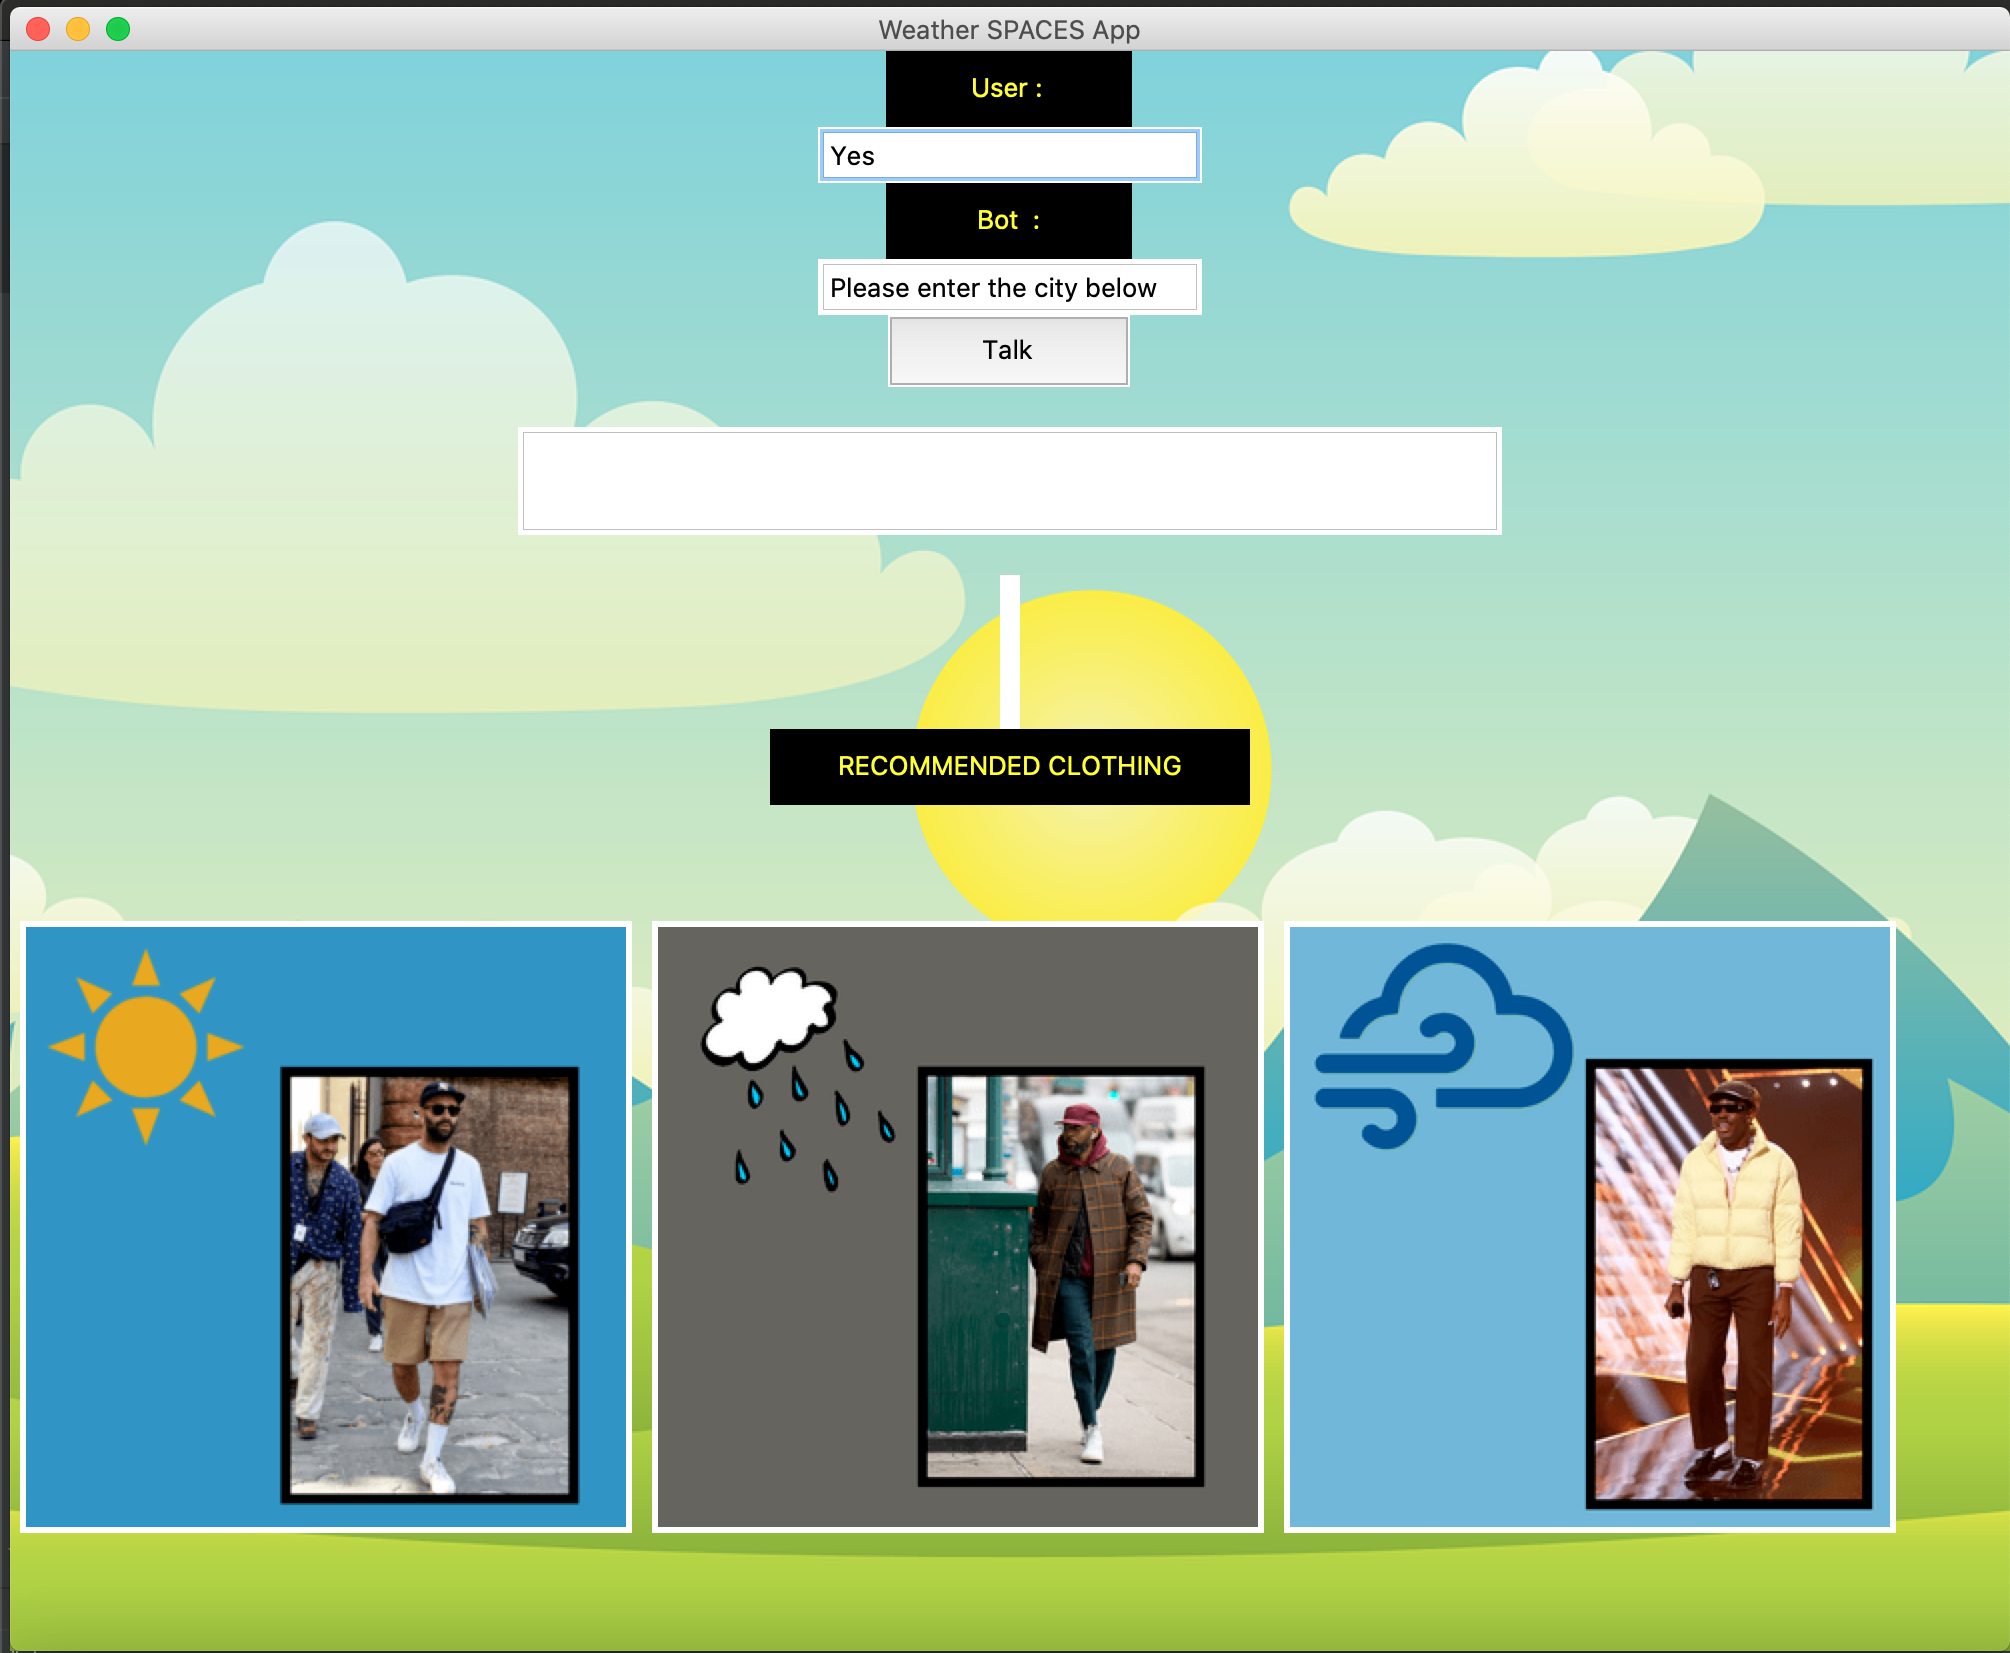 Weather SPACES App
User :
Yes
Bot  :
Please enter the city below
Talk
RECOMMENDED CLOTHING